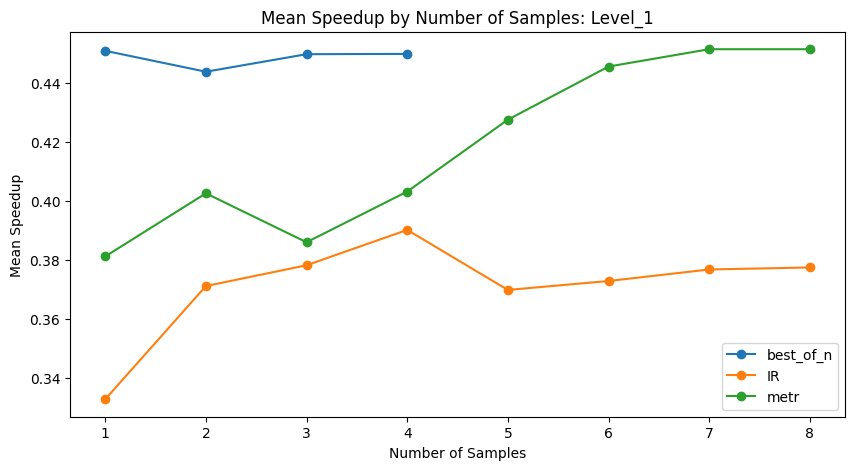 Mean Speedup by Number of Samples: Level_1
Mean Speedup
0.44
0.42
0.40
0.38
0.36
0.34
1 2 3 4 5 6 7 8
Number of Samples
best_of_n
IR
metr